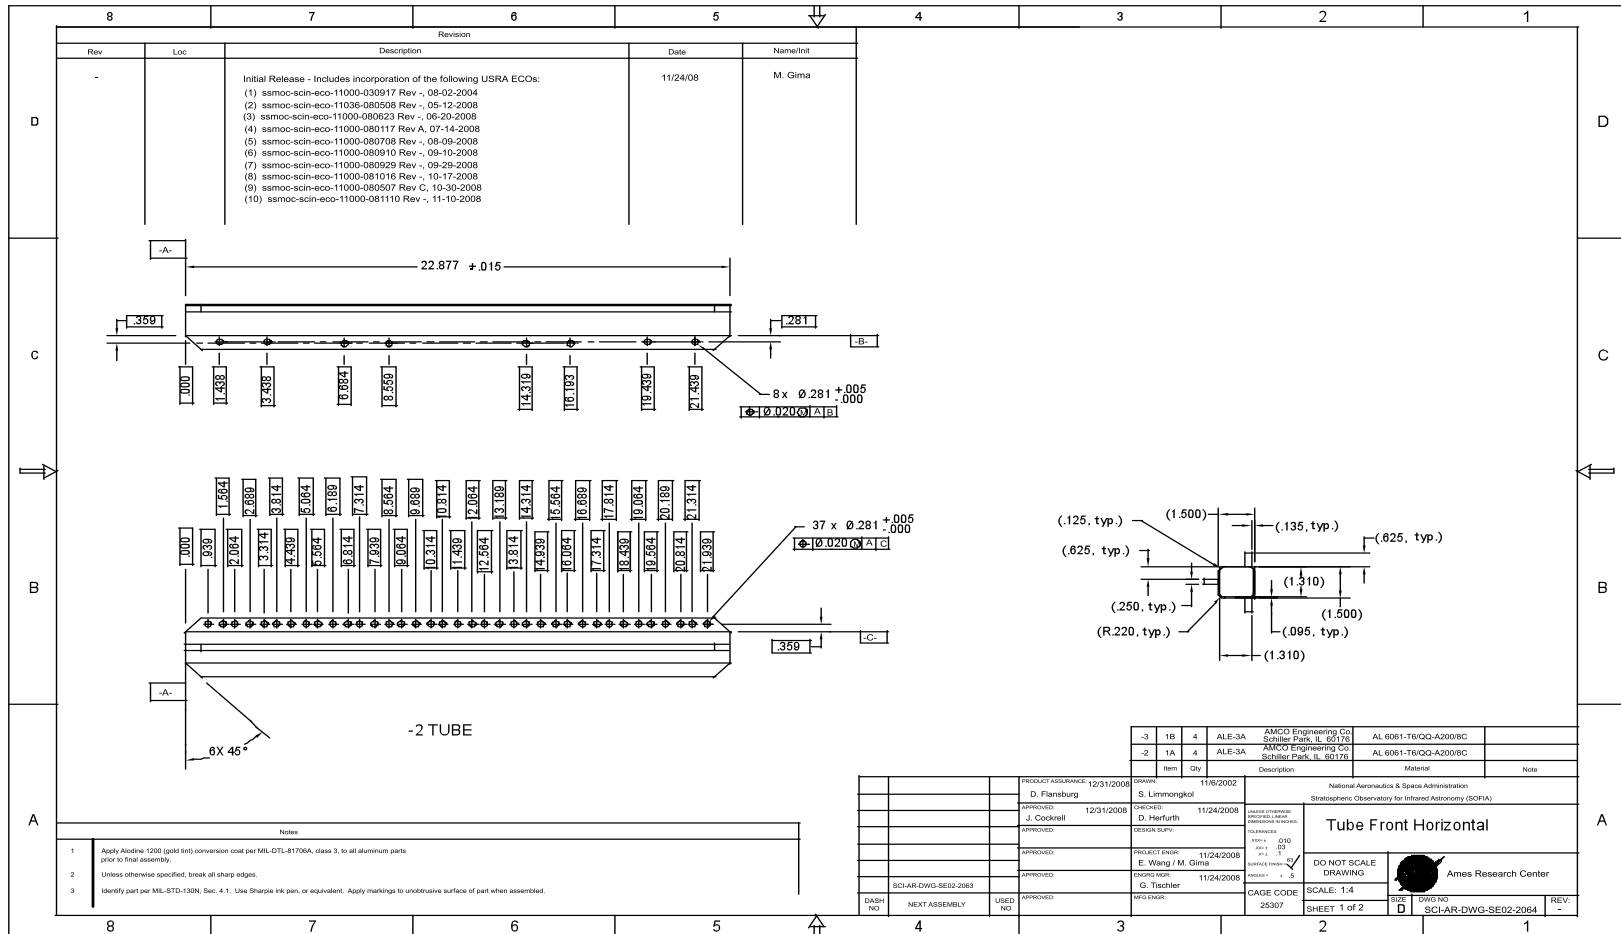 8 7 6 5 4 3 2 1
Revision
Rev Loc Description Date Name/Init
- Initial Release - Includes incorporation of the following USRA ECOs: 11/24/08 M. Gima
(1) ssmoc-scin-eco-11000-030917 Rev -, 08-02-2004
(2) ssmoc-scin-eco-11036-080508 Rev -, 05-12-2008
(3) ssmoc-scin-eco-11000-080623 Rev -, 06-20-2008
(4) ssmoc-scin-eco-11000-080117 Rev A, 07-14-2008
(5) ssmoc-scin-eco-11000-080708 Rev -, 08-09-2008
(6) ssmoc-scin-eco-11000-080910 Rev -, 09-10-2008
(7) ssmoc-scin-eco-11000-080929 Rev -, 09-29-2008
(8) ssmoc-scin-eco-11000-081016 Rev -, 10-17-2008
(9) ssmoc-scin-eco-11000-080507 Rev C, 10-30-2008
(10) ssmoc-scin-eco-11000-081110 Rev -, 11-10-2008
D D
-A-
22.877 +.015
.359 .281
-B-
C C
.000 1.438 3.438 6.684 8.559 14.319 16.193 19.439 21.439
8 x Ø.281 +.005 -.000
Ø.020 M A B
1.564 2.689 3.814 5.064 6.189 7.314 8.564 9.689 10.814 12.064 13.189 14.314 15.564 16.689 17.814 19.064 20.189 21.314
.000 .939 2.064 3.314 4.439 5.564 6.814 7.939 9.064 10.314 11.439 12.564 13.814 14.939 16.064 17.314 18.439 19.564 20.814 21.939
37 x Ø.281 +.005 -.000
Ø.020 M A C
.359
-C-
-A-
6X 45°
-2 TUBE
(.125, typ.)
(1.500)
(.135, typ.)
(.625, typ.)
(.625, typ.)
(1.310)
(.250, typ.)
(1.500)
(R.220, typ.)
(.095, typ.)
(1.310)
B B
-3 1B 4 ALE-3A AMCO Engineering Co. Schiller Park, IL 60176 AL 6061-T6/QQ-A200/8C
-2 1A 4 ALE-3A AMCO Engineering Co. Schiller Park, IL 60176 AL 6061-T6/QQ-A200/8C
Item Qty Description Material Note
A A
Notes
1 Apply Alodine 1200 (gold tint) conversion coat per MIL-DTL-81706A, class 3, to all aluminum parts
prior to final assembly.
2 Unless otherwise specified, break all sharp edges.
3 Identify part per MIL-STD-130N, Sec. 4.1. Use Sharpie ink pen, or equivalent. Apply markings to unobtrusive surface of part when assembled.
SCI-AR-DWG-SE02-2063
DASH NO NEXT ASSEMBLY USED NO
PRODUCT ASSURANCE: 12/31/2008
D. Flansburg
APPROVED: 12/31/2008
J. Cockrell
APPROVED:
APPROVED:
APPROVED:
APPROVED:
DRAWN: 11/6/2002
S. Limmongkol
CHECKED: 11/24/2008
D. Herfurth
DESIGN SUPV:
PROJECT ENGR: 11/24/2008
E. Wang / M. Gima
ENGRG MGR: 11/24/2008
G. Tischler
MFG ENGR:
UNLESS OTHERWISE
SPECIFIED, LINEAR
DIMENSIONS IN INCHES.
TOLERANCES
.XXX= ± .010
.XX= ± .03
.X= ± .1
SURFACE FINISH = 63
ANGLES = ± .5
CAGE CODE
25307
National Aeronautics & Space Administration
Stratospheric Observatory for Infrared Astronomy (SOFIA)
Tube Front Horizontal
DO NOT SCALE
DRAWING
Ames Research Center
SCALE: 1:4
SHEET 1 of 2
SIZE D
DWG NO SCI-AR-DWG-SE02-2064
REV: -
8 7 6 5 4 3 2 1